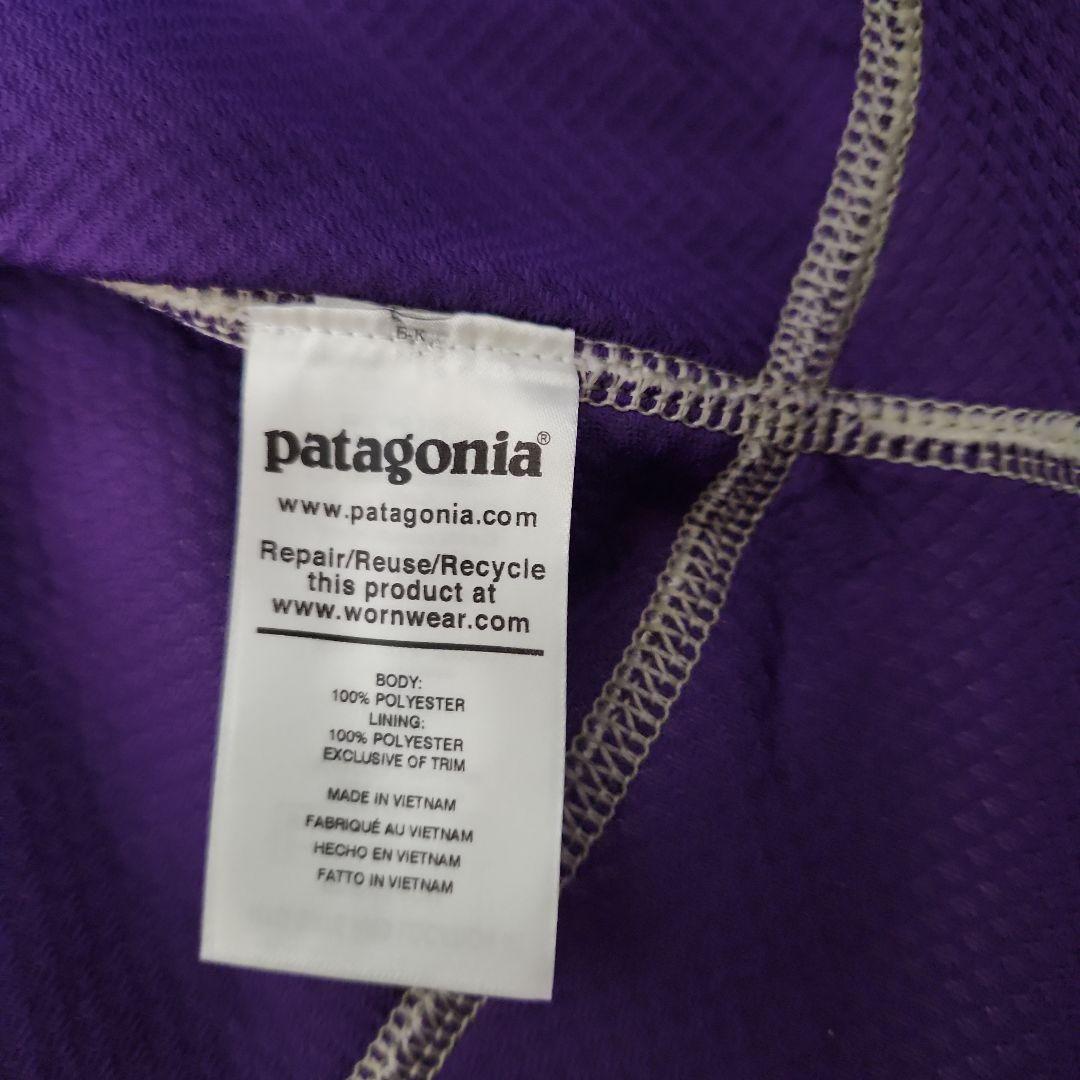 patagonia®
www.patagonia.com
Repair/Reuse/Recycle
this product at
www.wornwear.com
BODY:
100% POLYESTER
LINING:
100% POLYESTER
EXCLUSIVE OF TRIM
MADE IN VIETNAM
FABRIQUÉ AU VIETNAM
HECHO EN VIETNAM
FATTO IN VIETNAM